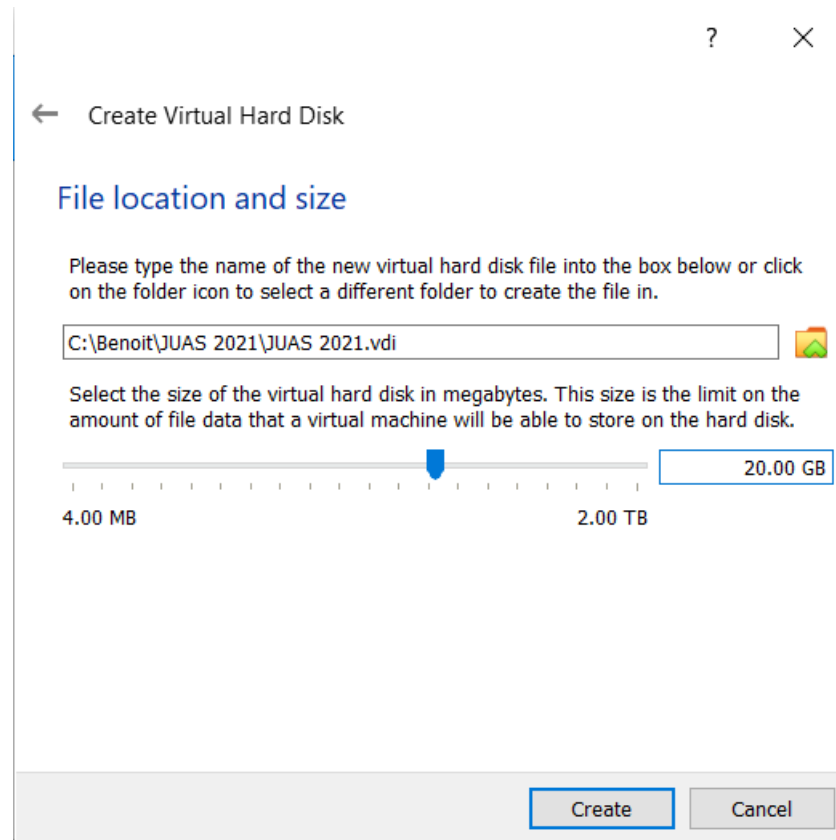 ?
Create Virtual Hard Disk
File location and size
Please type the name of the new virtual hard disk file into the box below or click
on the folder icon to select a different folder to create the file in.
C:\Benoit\JUAS 2021\JUAS 2021.vdi
Select the size of the virtual hard disk in megabytes. This size is the limit on the
amount of file data that a virtual machine will be able to store on the hard disk.
20.00 GB
4.00 MB 2.00 TB
Create Cancel